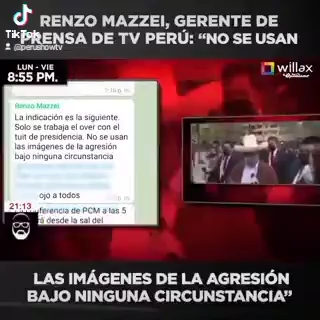 RENZO MAZZEI, GERENTE DE
PRENSA DE TV PERÚ: “NO SE USAN
TikTok
@perushowtv
LUN - VIE
8:55 PM.
willax
Renzo Mazzei
La indicación es la siguiente.
Solo se trabaja el over con el
tuit de presidencia. No se usan
las imágenes de la agresión
bajo ninguna circunstancia
ojo a todos
21:13
nferencia de PCM a las 5
rá desde la sal del
LAS IMÁGENES DE LA AGRESIÓN
BAJO NINGUNA CIRCUNSTANCIA”